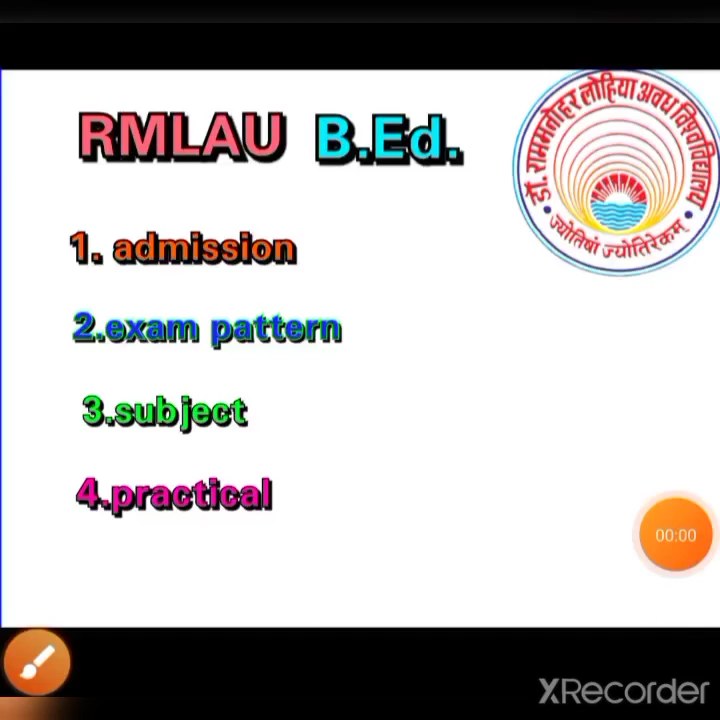 RMLAU B.Ed.
डॉ. राममनोहर लोहिया अवध विश्वविद्यालय
ज्योतिषां ज्योतिरेकम्
1. admission
2.exam pattern
3.subject
4.practical
00:00
XRecorder